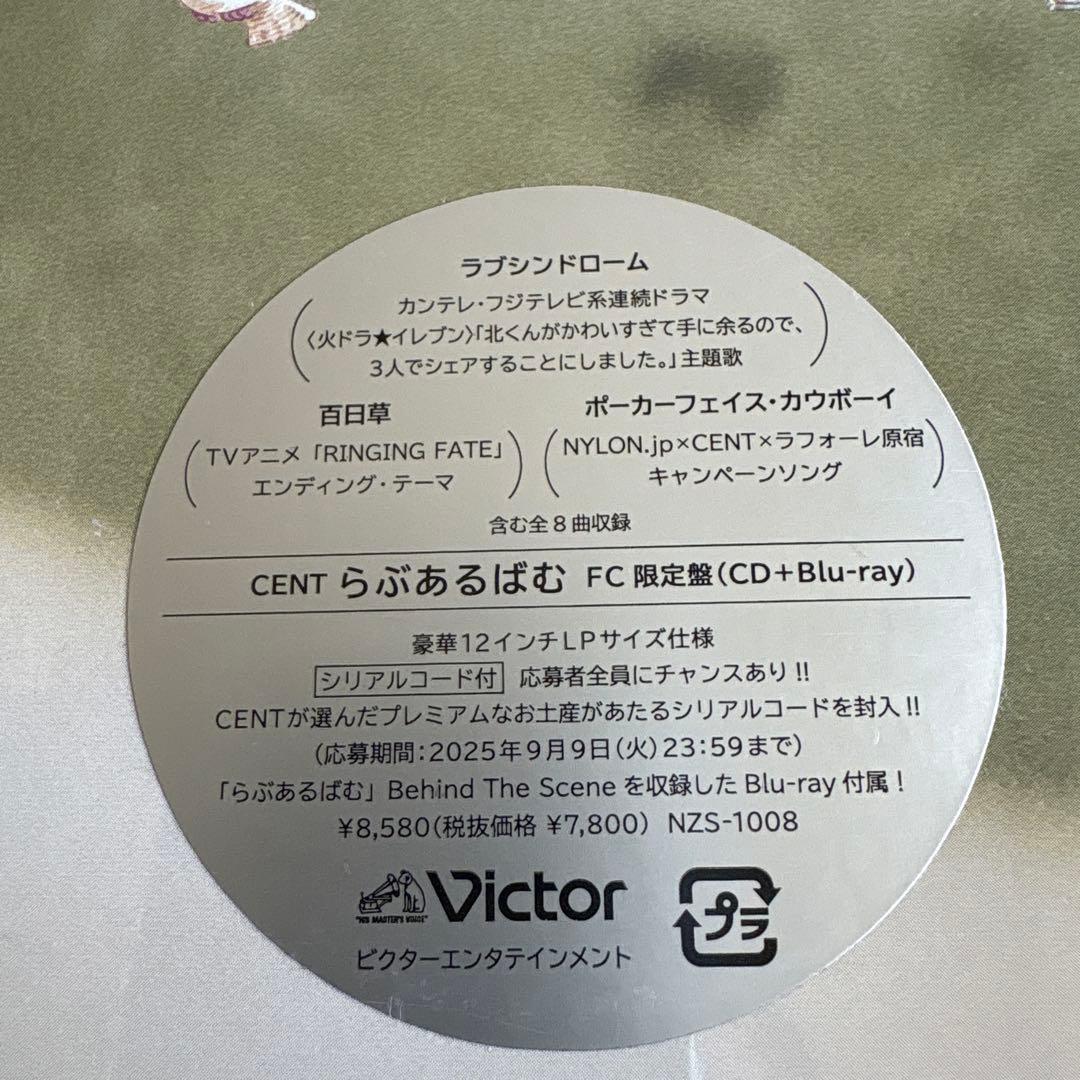 ラブシンドローム
カンテレ・フジテレビ系連続ドラマ
〈火ドラ★イレブン〉「北くんがかわいすぎて手に余るので、
3人でシェアすることにしました。」主題歌
百日草
TVアニメ「RINGING FATE」
エンディング・テーマ
ポーカーフェイス・カウボーイ
NYLON.jp×CENT×ラフォーレ原宿
キャンペーンソング
含む全8曲収録
CENT らぶあるばむ FC限定盤(CD+Blu-ray)
豪華12インチLPサイズ仕様
シリアルコード付 応募者全員にチャンスあり!!
CENTが選んだプレミアムなお土産があたるシリアルコードを封入!!
(応募期間:2025年9月9日(火)23:59まで)
「らぶあるばむ」Behind The Sceneを収録したBlu-ray付属!
¥8,580(税抜価格 ¥7,800) NZS-1008
"HIS MASTER'S VOICE" Victor
プラ
ビクターエンタテインメント